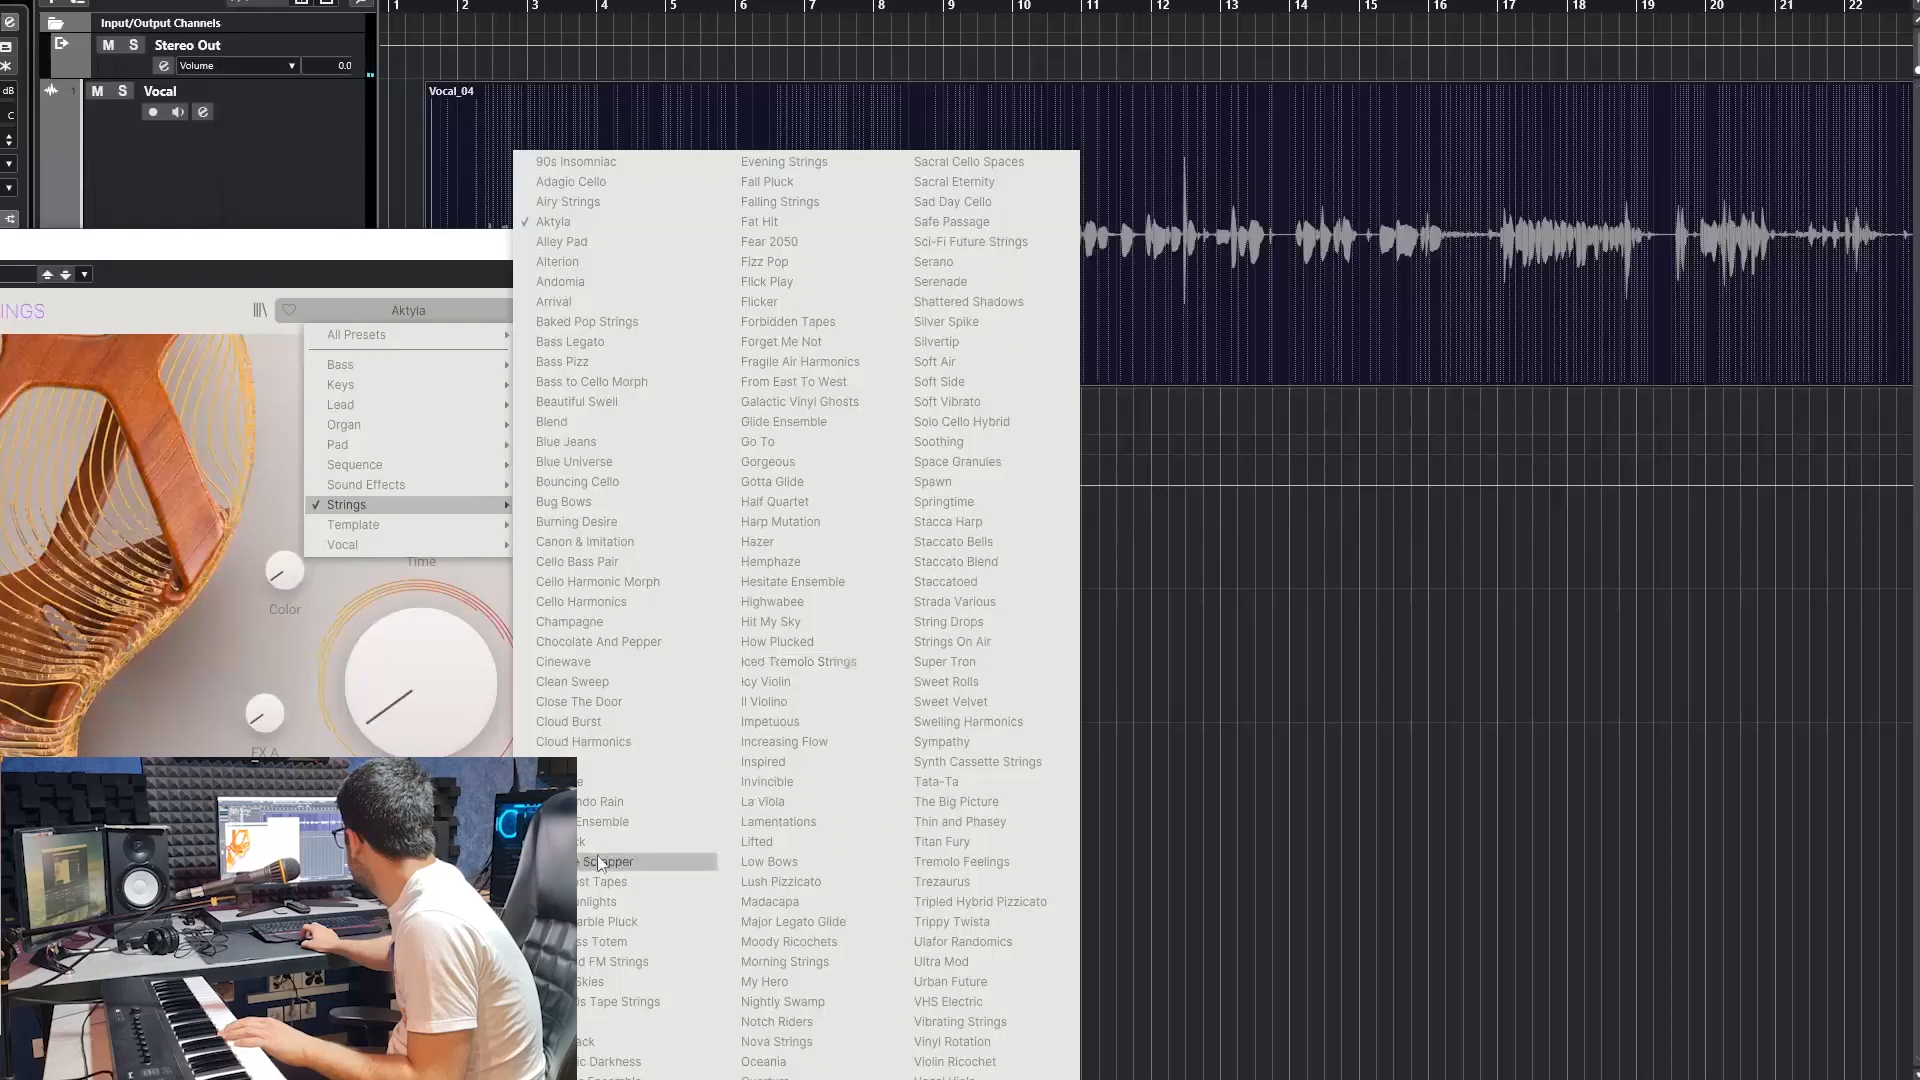 1 2 3 4 5 6 7 8 9 10 11 12 13 14 15 16 17 18 19 20 21 22
Input/Output Channels
M S Stereo Out
Volume 0.0
dB
1 M S Vocal
C
Vocal_04
INGS
Aktyla
All Presets
Bass
Keys
Lead
Organ
Pad
Sequence
Sound Effects
Strings
Template
Vocal
Time
Color
FX A
90s Insomniac
Adagio Cello
Airy Strings
Aktyla
Alley Pad
Alterion
Andomia
Arrival
Baked Pop Strings
Bass Legato
Bass Pizz
Bass to Cello Morph
Beautiful Swell
Blend
Blue Jeans
Blue Universe
Bouncing Cello
Bug Bows
Burning Desire
Canon & Imitation
Cello Bass Pair
Cello Harmonic Morph
Cello Harmonics
Champagne
Chocolate And Pepper
Cinewave
Clean Sweep
Close The Door
Cloud Burst
Cloud Harmonics
Rain
Ensemble
Tapes
Pluck
Totem
FM Strings
Skies
Tape Strings
Darkness
Evening Strings
Fall Pluck
Falling Strings
Fat Hit
Fear 2050
Fizz Pop
Flick Play
Flicker
Forbidden Tapes
Forget Me Not
Fragile Air Harmonics
From East To West
Galactic Vinyl Ghosts
Glide Ensemble
Go To
Gorgeous
Gotta Glide
Half Quartet
Harp Mutation
Hazer
Hemphaze
Hesitate Ensemble
Highwabee
Hit My Sky
How Plucked
Iced Tremolo Strings
Icy Violin
Il Violino
Impetuous
Increasing Flow
Inspired
Invincible
La Viola
Lamentations
Lifted
Low Bows
Lush Pizzicato
Madacapa
Major Legato Glide
Moody Ricochets
Morning Strings
My Hero
Nightly Swamp
Notch Riders
Nova Strings
Oceania
Sacral Cello Spaces
Sacral Eternity
Sad Day Cello
Safe Passage
Sci-Fi Future Strings
Serano
Serenade
Shattered Shadows
Silver Spike
Silvertip
Soft Air
Soft Side
Soft Vibrato
Solo Cello Hybrid
Soothing
Space Granules
Spawn
Springtime
Stacca Harp
Staccato Bells
Staccato Blend
Staccatoed
Strada Various
String Drops
Strings On Air
Super Tron
Sweet Rolls
Sweet Velvet
Swelling Harmonics
Sympathy
Synth Cassette Strings
Tata-Ta
The Big Picture
Thin and Phasey
Titan Fury
Tremolo Feelings
Trezaurus
Tripled Hybrid Pizzicato
Trippy Twista
Ulafor Randomics
Ultra Mod
Urban Future
VHS Electric
Vibrating Strings
Vinyl Rotation
Violin Ricochet